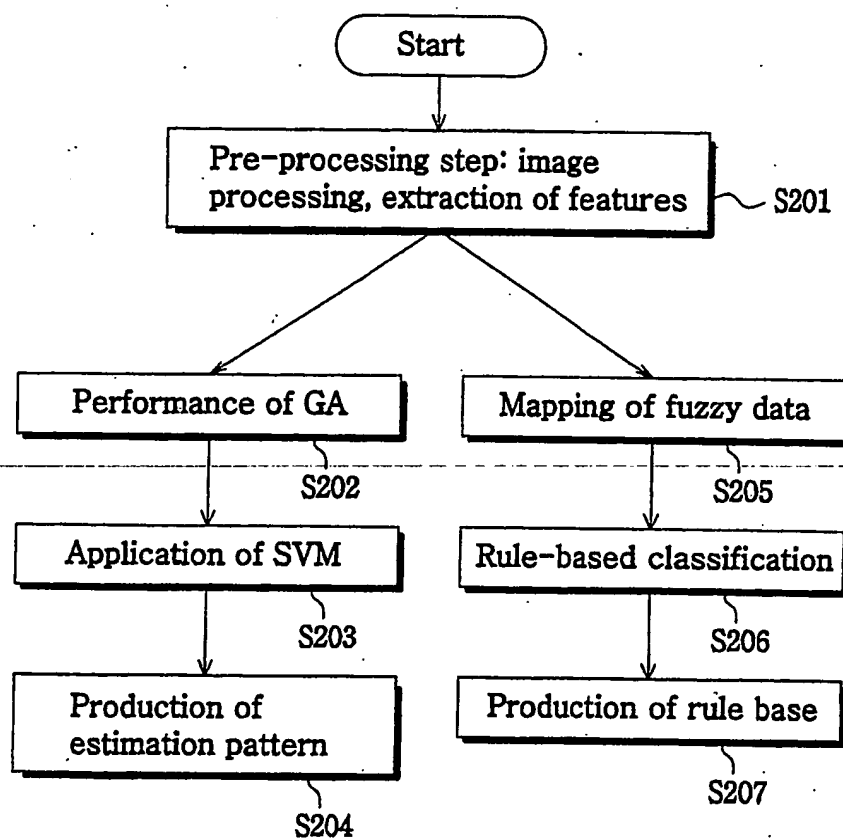 Start
Pre-processing step: image
processing, extraction of features
S201
Performance of GA
S202
Mapping of fuzzy data
S205
Application of SVM
S203
Rule-based classification
S206
Production of
estimation pattern
S204
Production of rule base
S207